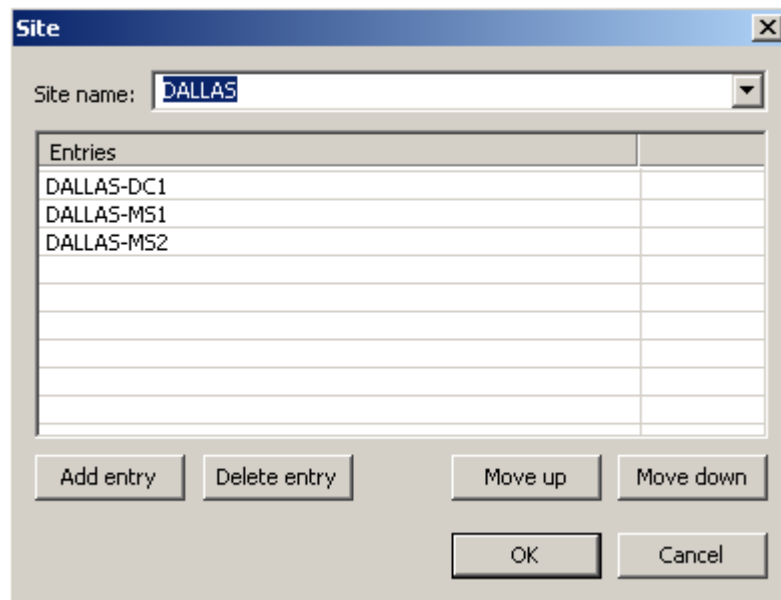 Site
Site name: DALLAS
Entries
DALLAS-DC1
DALLAS-MS1
DALLAS-MS2
Add entry Delete entry Move up Move down
OK Cancel